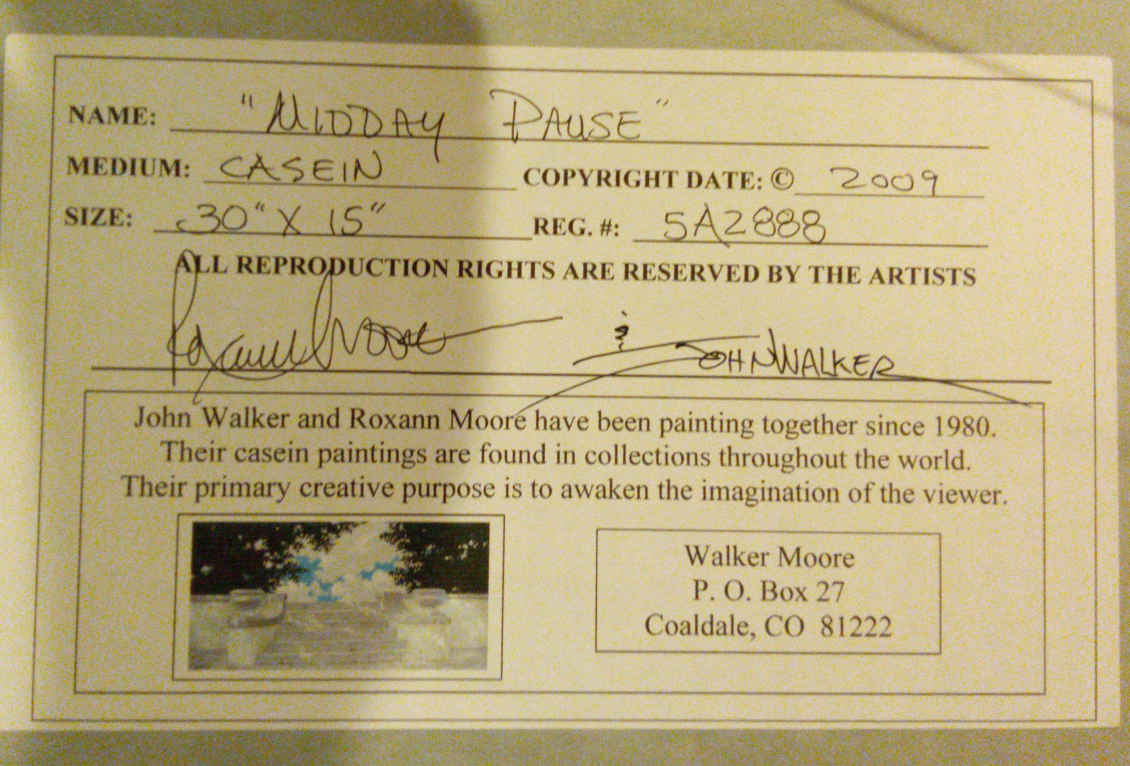 NAME: "MIDDAY PAUSE"
MEDIUM: CASEIN COPYRIGHT DATE: © 2009
SIZE: 30" X 15" REG. #: SA2888
ALL REPRODUCTION RIGHTS ARE RESERVED BY THE ARTISTS
Roxann Moore & JOHN WALKER
John Walker and Roxann Moore have been painting together since 1980.
Their casein paintings are found in collections throughout the world.
Their primary creative purpose is to awaken the imagination of the viewer.
Walker Moore
P. O. Box 27
Coaldale, CO 81222